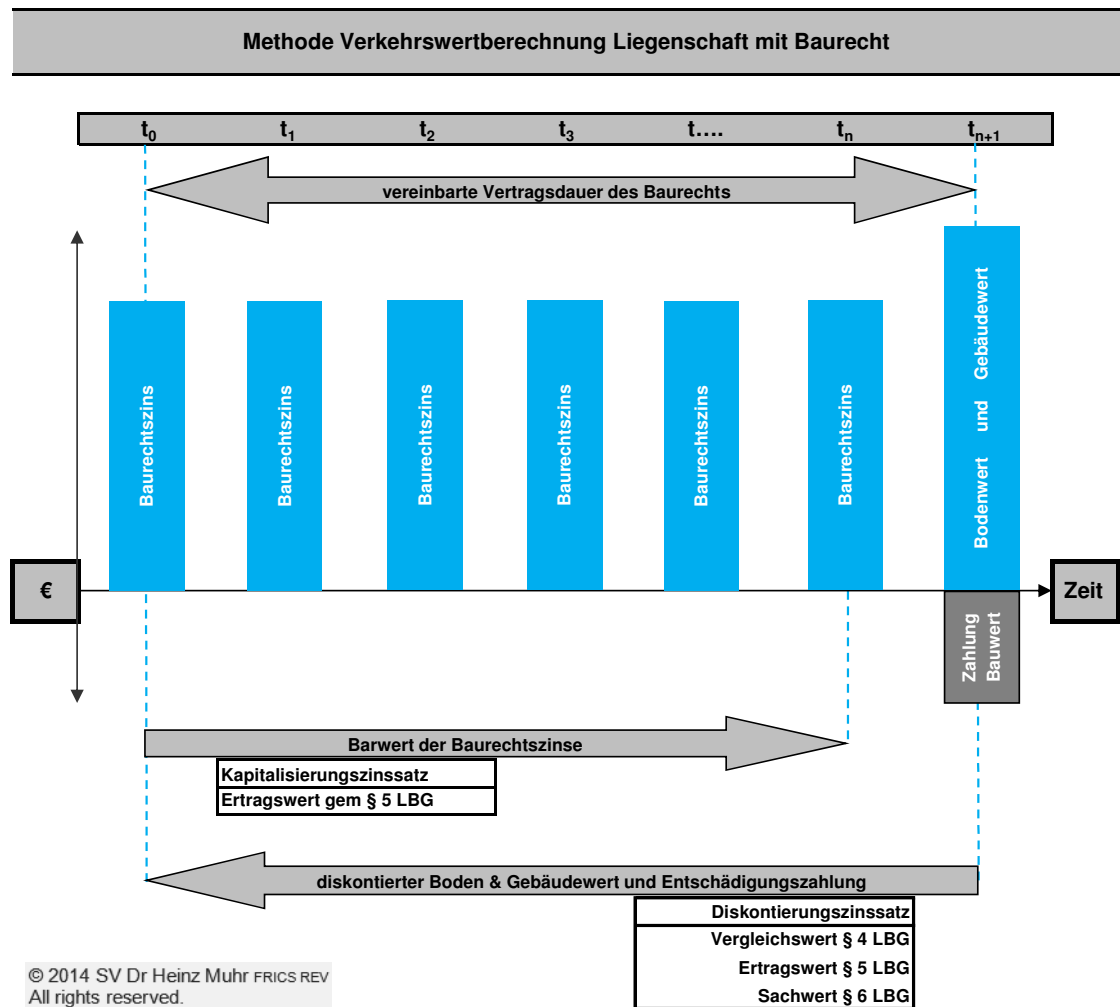 Methode Verkehrswertberechnung Liegenschaft mit Baurecht
t0 t1 t2 t3 t.... tn tn+1
vereinbarte Vertragsdauer des Baurechts
Baurechtszins
Baurechtszins
Baurechtszins
Baurechtszins
Baurechtszins
Baurechtszins
Bodenwert und Gebäudewert
€
Zeit
Zahlung
Bauwert
Barwert der Baurechtszinse
Kapitalisierungszinssatz
Ertragswert gem § 5 LBG
diskontierter Boden & Gebäudewert und Entschädigungszahlung
Diskontierungszinssatz
Vergleichswert § 4 LBG
Ertragswert § 5 LBG
Sachwert § 6 LBG
© 2014 SV Dr Heinz Muhr FRICS REV
All rights reserved.